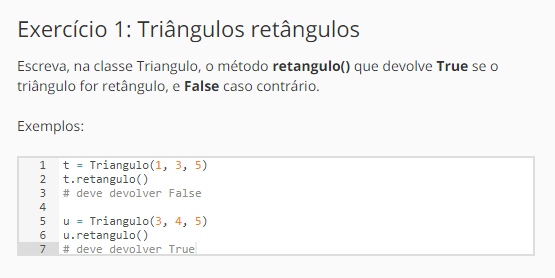 Exercício 1: Triângulos retângulos
Escreva, na classe Triangulo, o método retangulo() que devolve True se o
triângulo for retângulo, e False caso contrário.
Exemplos:
1 t = Triangulo(1, 3, 5)
2 t.retangulo()
3 # deve devolver False
4
5 u = Triangulo(3, 4, 5)
6 u.retangulo()
7 # deve devolver True